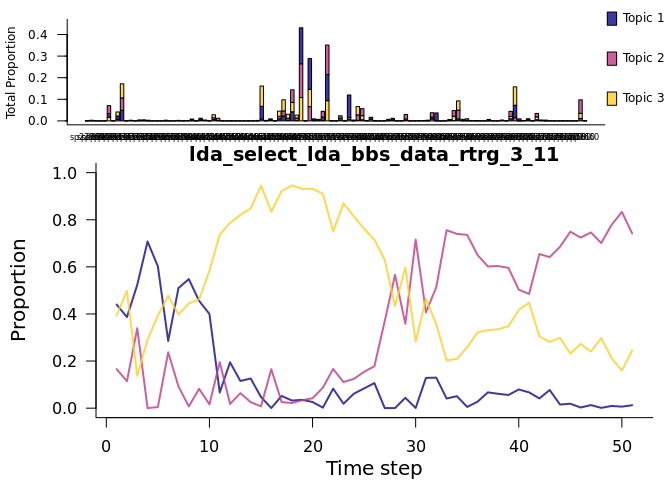 Topic 1
Topic 2
Topic 3
Total Proportion
0.4
0.3
0.2
0.1
0.0
lda_select_lda_bbs_data_rtrg_3_11
Proportion
1.0
0.8
0.6
0.4
0.2
0.0
0 10 20 30 40 50
Time step